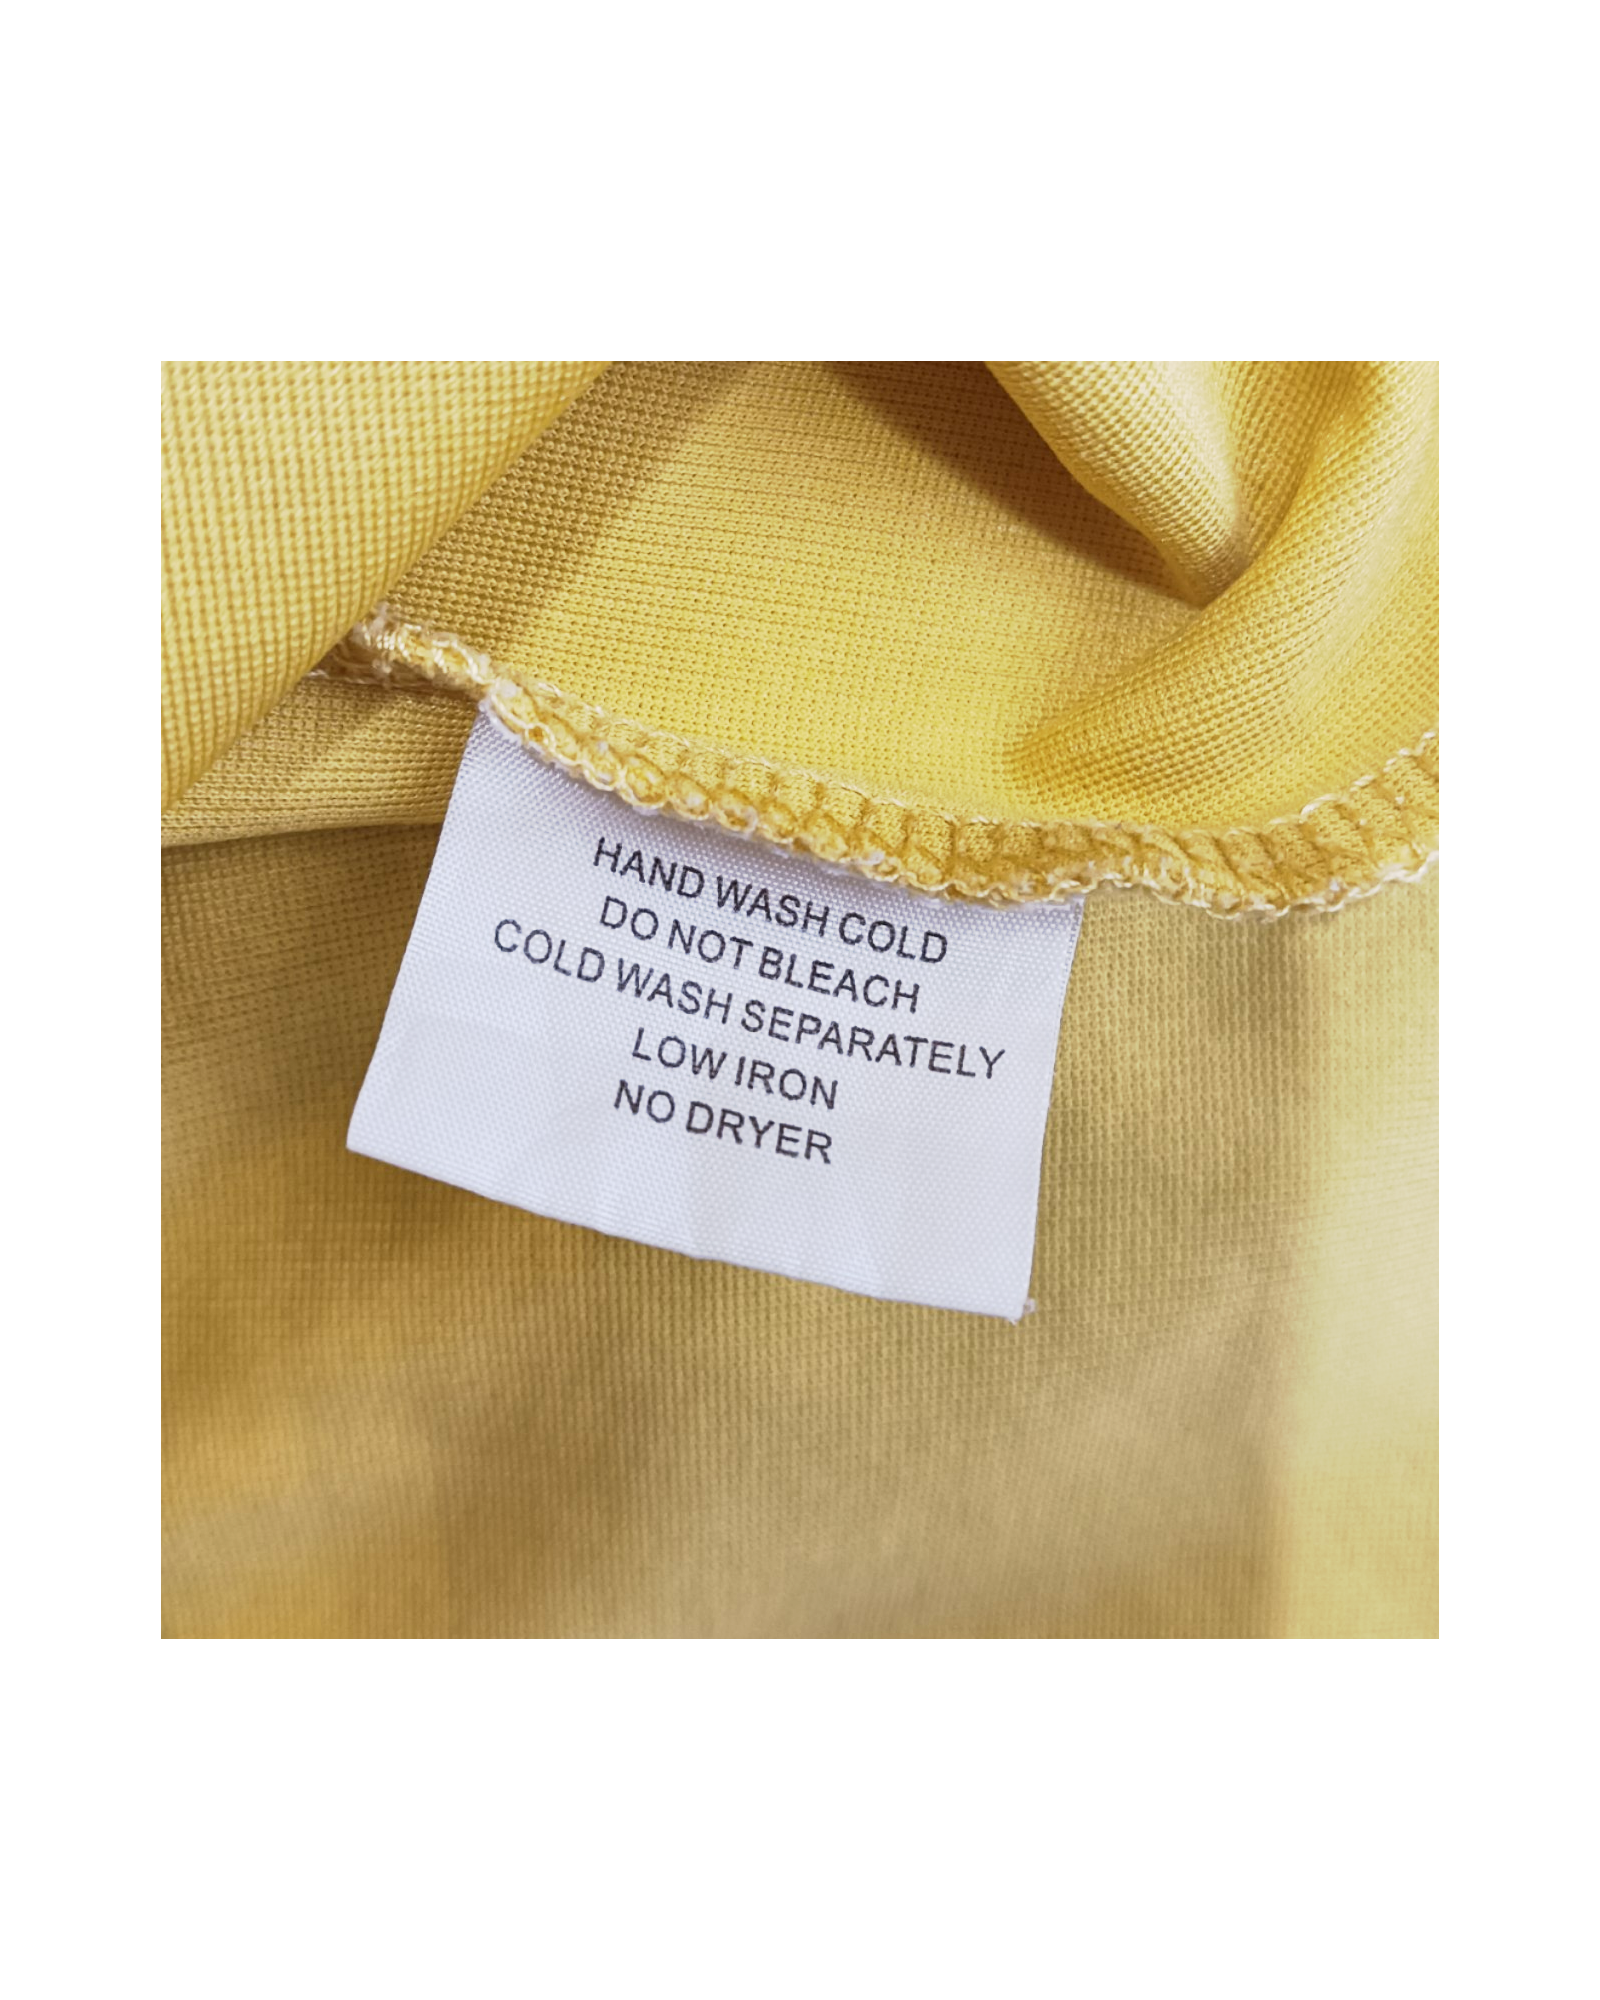 HAND WASH COLD
DO NOT BLEACH
COLD WASH SEPARATELY
LOW IRON
NO DRYER